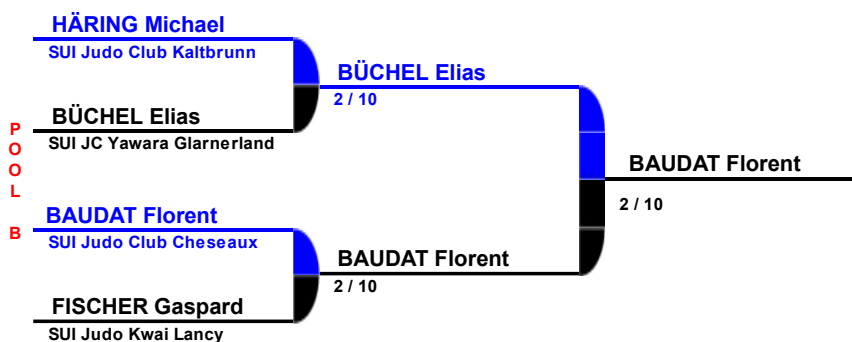 HÄRING Michael
SUI Judo Club Kaltbrunn
BÜCHEL Elias
2 / 10
BÜCHEL Elias
SUI JC Yawara Glarnerland
POOL B
BAUDAT Florent
2 / 10
BAUDAT Florent
SUI Judo Club Cheseaux
BAUDAT Florent
2 / 10
FISCHER Gaspard
SUI Judo Kwai Lancy